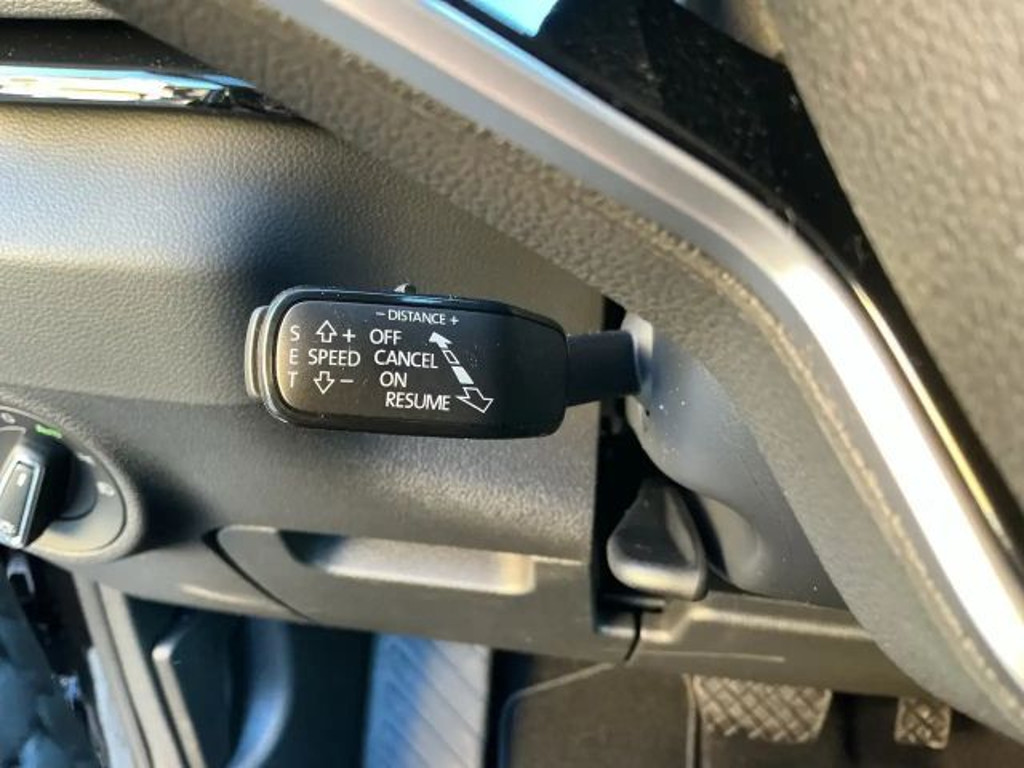 - DISTANCE +
S + OFF
E SPEED CANCEL
T - ON
RESUME